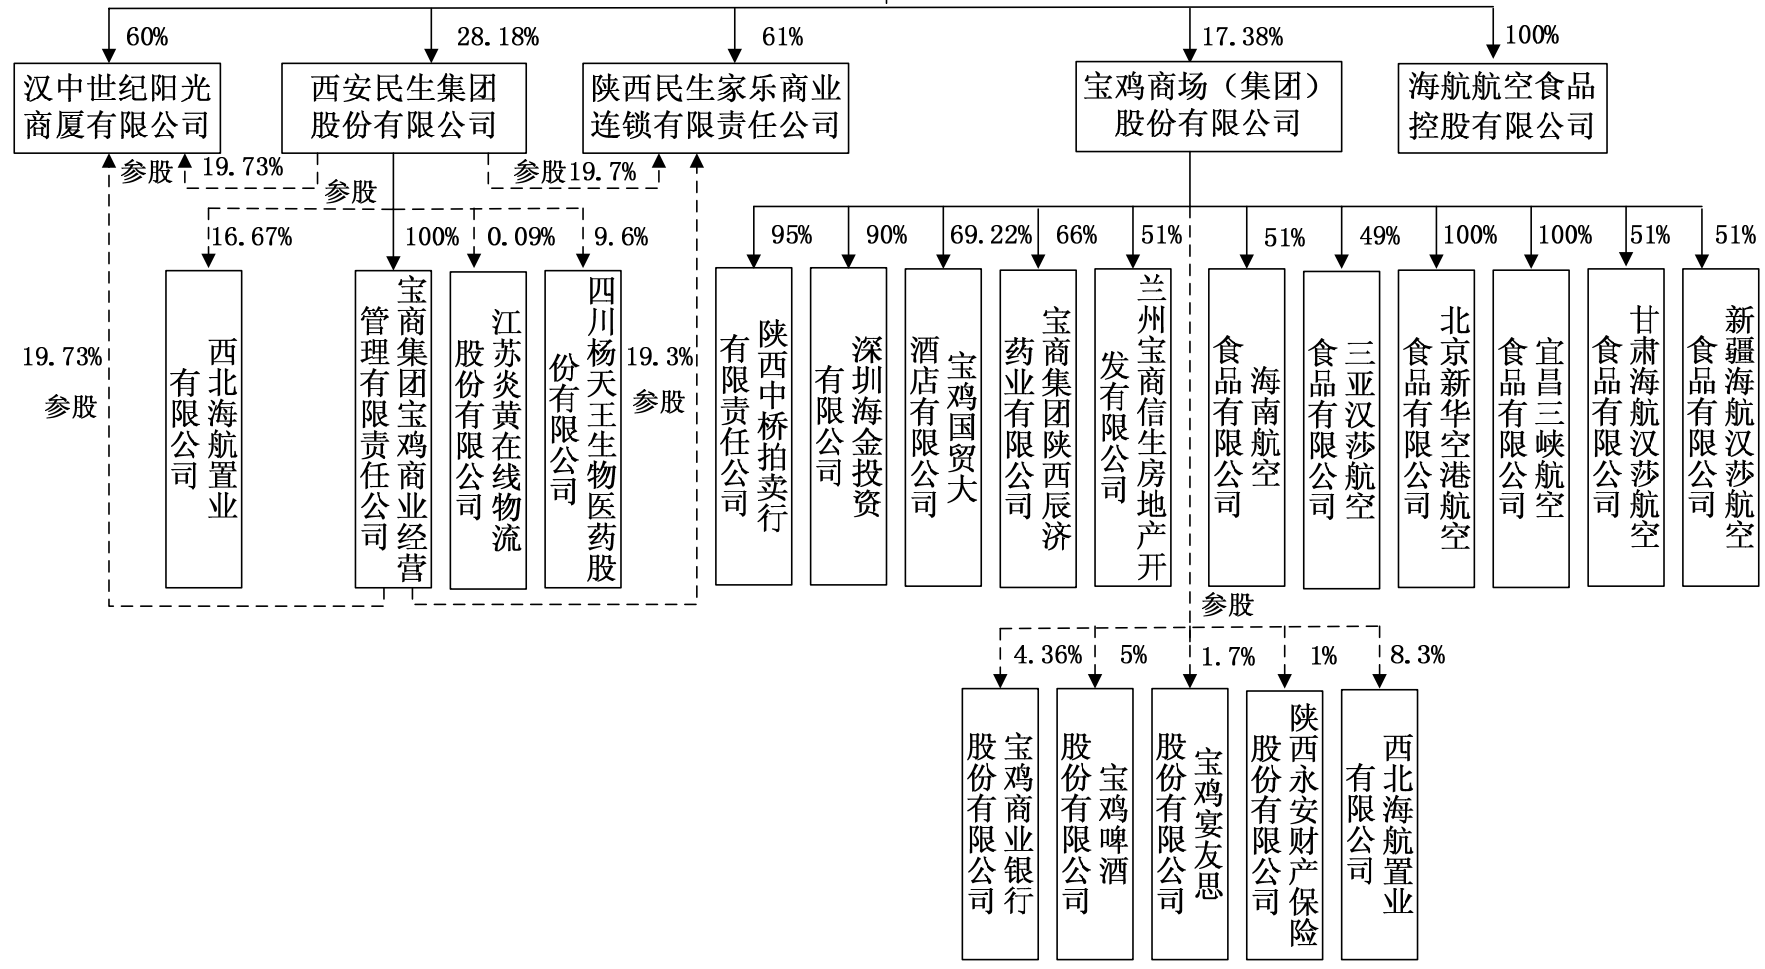 60%
28.18%
61%
17.38%
100%
汉中世纪阳光
商厦有限公司
西安民生集团
股份有限公司
陕西民生家乐商业
连锁有限责任公司
宝鸡商场（集团）
股份有限公司
海航航空食品
控股有限公司
参股
19.73%
参股
参股19.7%
16.67%
100%
0.09%
9.6%
95%
90%
69.22%
66%
51%
51%
49%
100%
100%
51%
51%
19.73%
参股
西北海航置业
有限公司
宝商集团宝鸡商业经营
管理有限责任公司
江苏炎黄在线物流
股份有限公司
四川杨天王生物医药股
份有限公司
19.3%
参股
陕西中桥拍卖行
有限责任公司
深圳海金投资
有限公司
宝鸡国贸大
酒店有限公司
宝商集团陕西辰济
药业有限公司
兰州宝商信生房地产开
发有限公司
海南航空
食品有限公司
三亚汉莎航空
食品有限公司
北京新华空港航空
食品有限公司
宜昌三峡航空
食品有限公司
甘肃海航汉莎航空
食品有限公司
新疆海航汉莎航空
食品有限公司
参股
4.36%
5%
1.7%
1%
8.3%
宝鸡商业银行
股份有限公司
宝鸡啤酒
股份有限公司
宝鸡宴友思
股份有限公司
陕西永安财产保险
股份有限公司
西北海航置业
有限公司